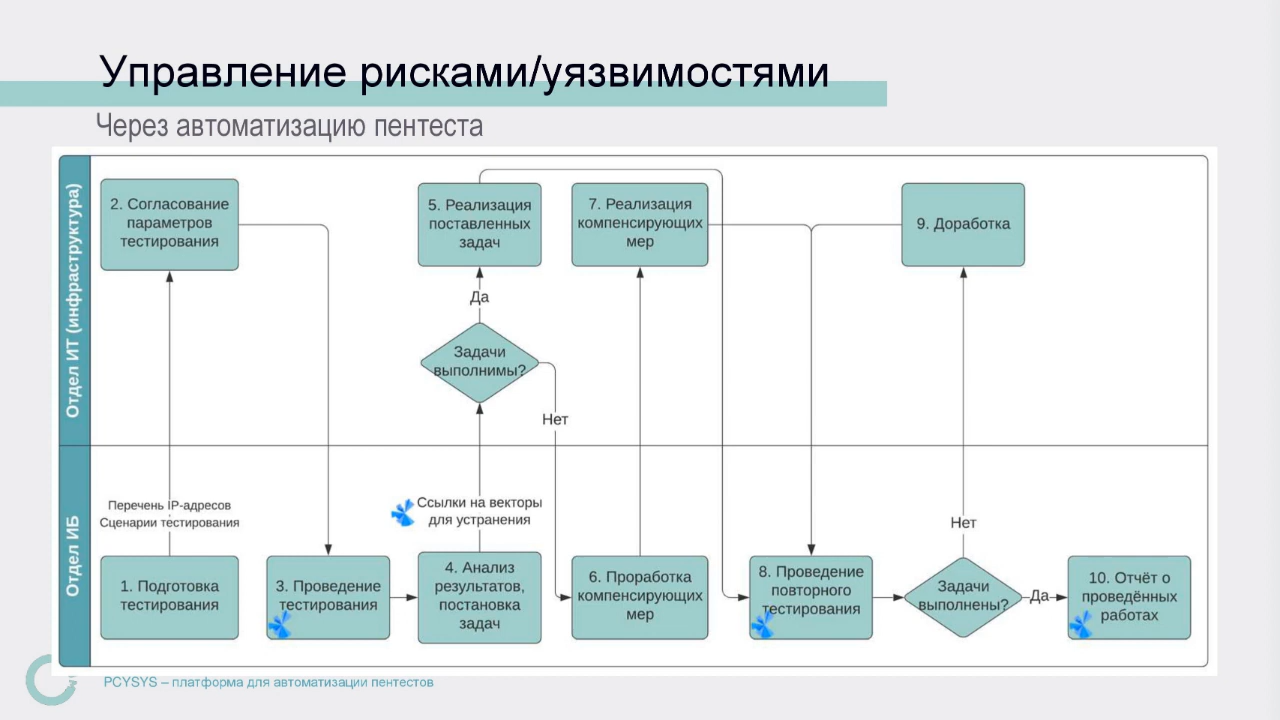 Управление рисками/уязвимостями
Через автоматизацию пентеста
Отдел ИТ (инфраструктура)
2. Согласование
параметров
тестирования
5. Реализация
поставленных
задач
7. Реализация
компенсирующих
мер
9. Доработка
Да
Задачи
выполнимы?
Нет
Отдел ИБ
Перечень IP-адресов
Сценарии тестирования
Ссылки на векторы
для устранения
Нет
1. Подготовка
тестирования
3. Проведение
тестирования
4. Анализ
результатов,
постановка
задач
6. Проработка
компенсирующих
мер
8. Проведение
повторного
тестирования
Задачи
выполнены?
Да
10. Отчёт о
проведённых
работах
PCYSYS – платформа для автоматизации пентестов